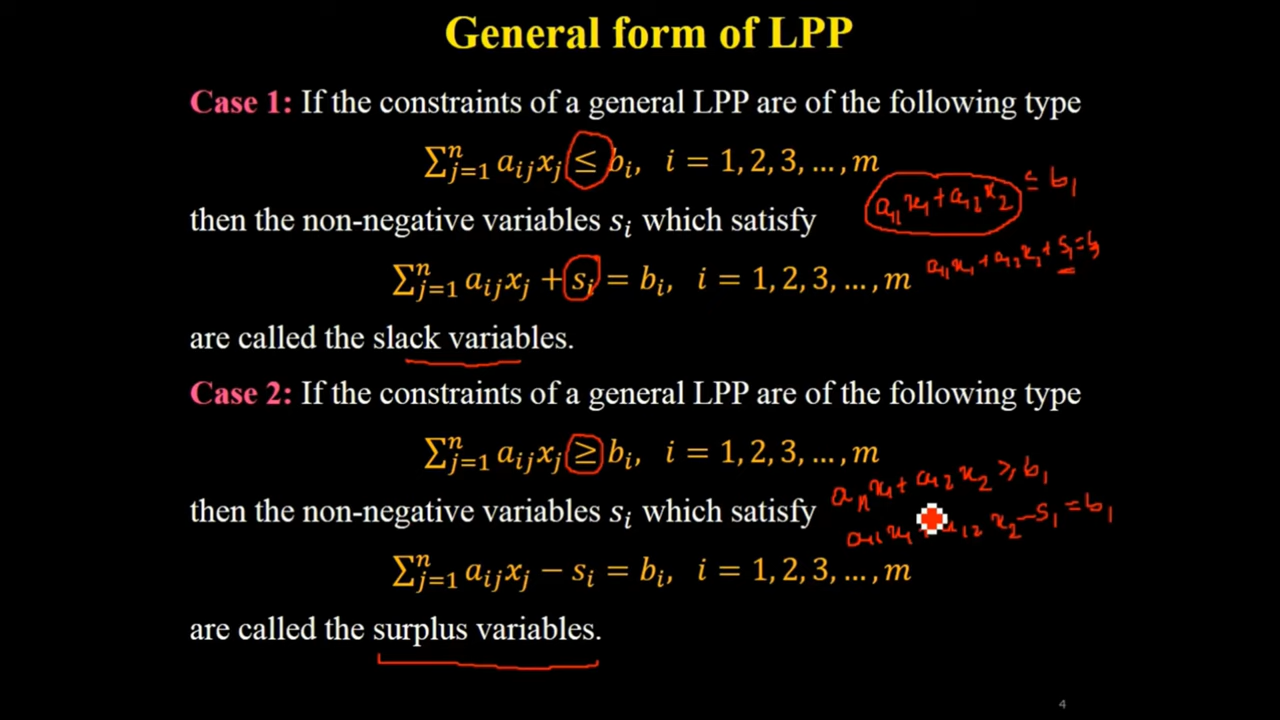 General form of LPP
Case 1: If the constraints of a general LPP are of the following type
∑ⁿⱼ₌₁ aᵢⱼxⱼ ≤ bᵢ, i = 1, 2, 3, … , m
a₁₁x₁ + a₁₂x₂ ≤ b₁
then the non-negative variables sᵢ which satisfy
∑ⁿⱼ₌₁ aᵢⱼxⱼ + sᵢ = bᵢ, i = 1, 2, 3, … , m
a₁₁x₁ + a₁₂x₂ + s₁ = b₁
are called the slack variables.
Case 2: If the constraints of a general LPP are of the following type
∑ⁿⱼ₌₁ aᵢⱼxⱼ ≥ bᵢ, i = 1, 2, 3, … , m
a₁₁x₁ + a₁₂x₂ ≥ b₁
then the non-negative variables sᵢ which satisfy
a₁₁x₁ + a₁₂x₂ − s₁ = b₁
∑ⁿⱼ₌₁ aᵢⱼxⱼ − sᵢ = bᵢ, i = 1, 2, 3, … , m
are called the surplus variables.
4